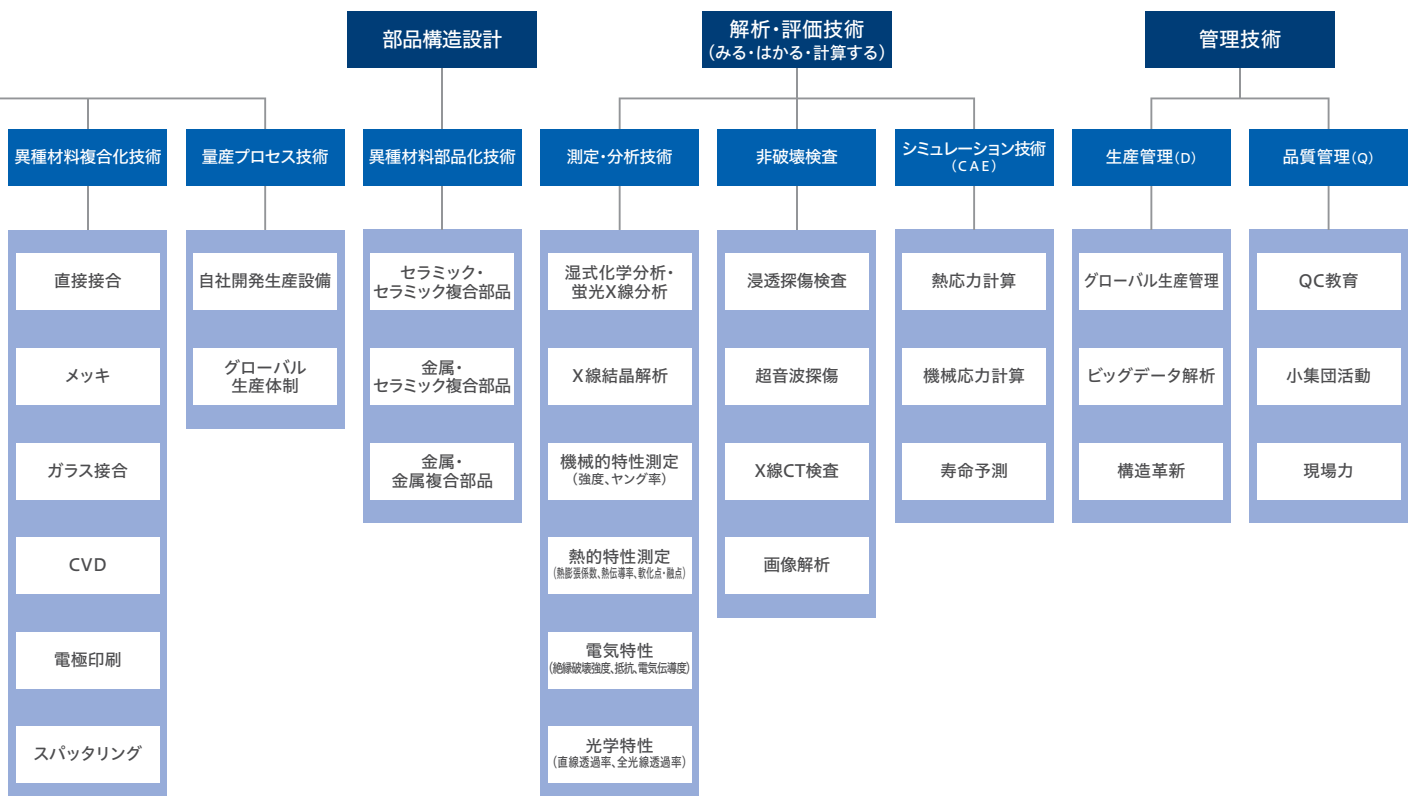 部品構造設計
解析・評価技術
(みる・はかる・計算する)
管理技術
異種材料複合化技術
量産プロセス技術
異種材料部品化技術
測定・分析技術
非破壊検査
シミュレーション技術
(CAE)
生産管理(D)
品質管理(Q)
直接接合
メッキ
ガラス接合
CVD
電極印刷
スパッタリング
自社開発生産設備
グローバル
生産体制
セラミック・
セラミック複合部品
金属・
セラミック複合部品
金属・
金属複合部品
湿式化学分析・
蛍光X線分析
X線結晶解析
機械的特性測定
(強度、ヤング率)
熱的特性測定
(熱膨張係数、熱伝導率、軟化点・融点)
電気特性
(絶縁破壊強度、抵抗、電気伝導度)
光学特性
(直線透過率、全光線透過率)
浸透探傷検査
超音波探傷
X線CT検査
画像解析
熱応力計算
機械応力計算
寿命予測
グローバル生産管理
ビッグデータ解析
構造革新
QC教育
小集団活動
現場力